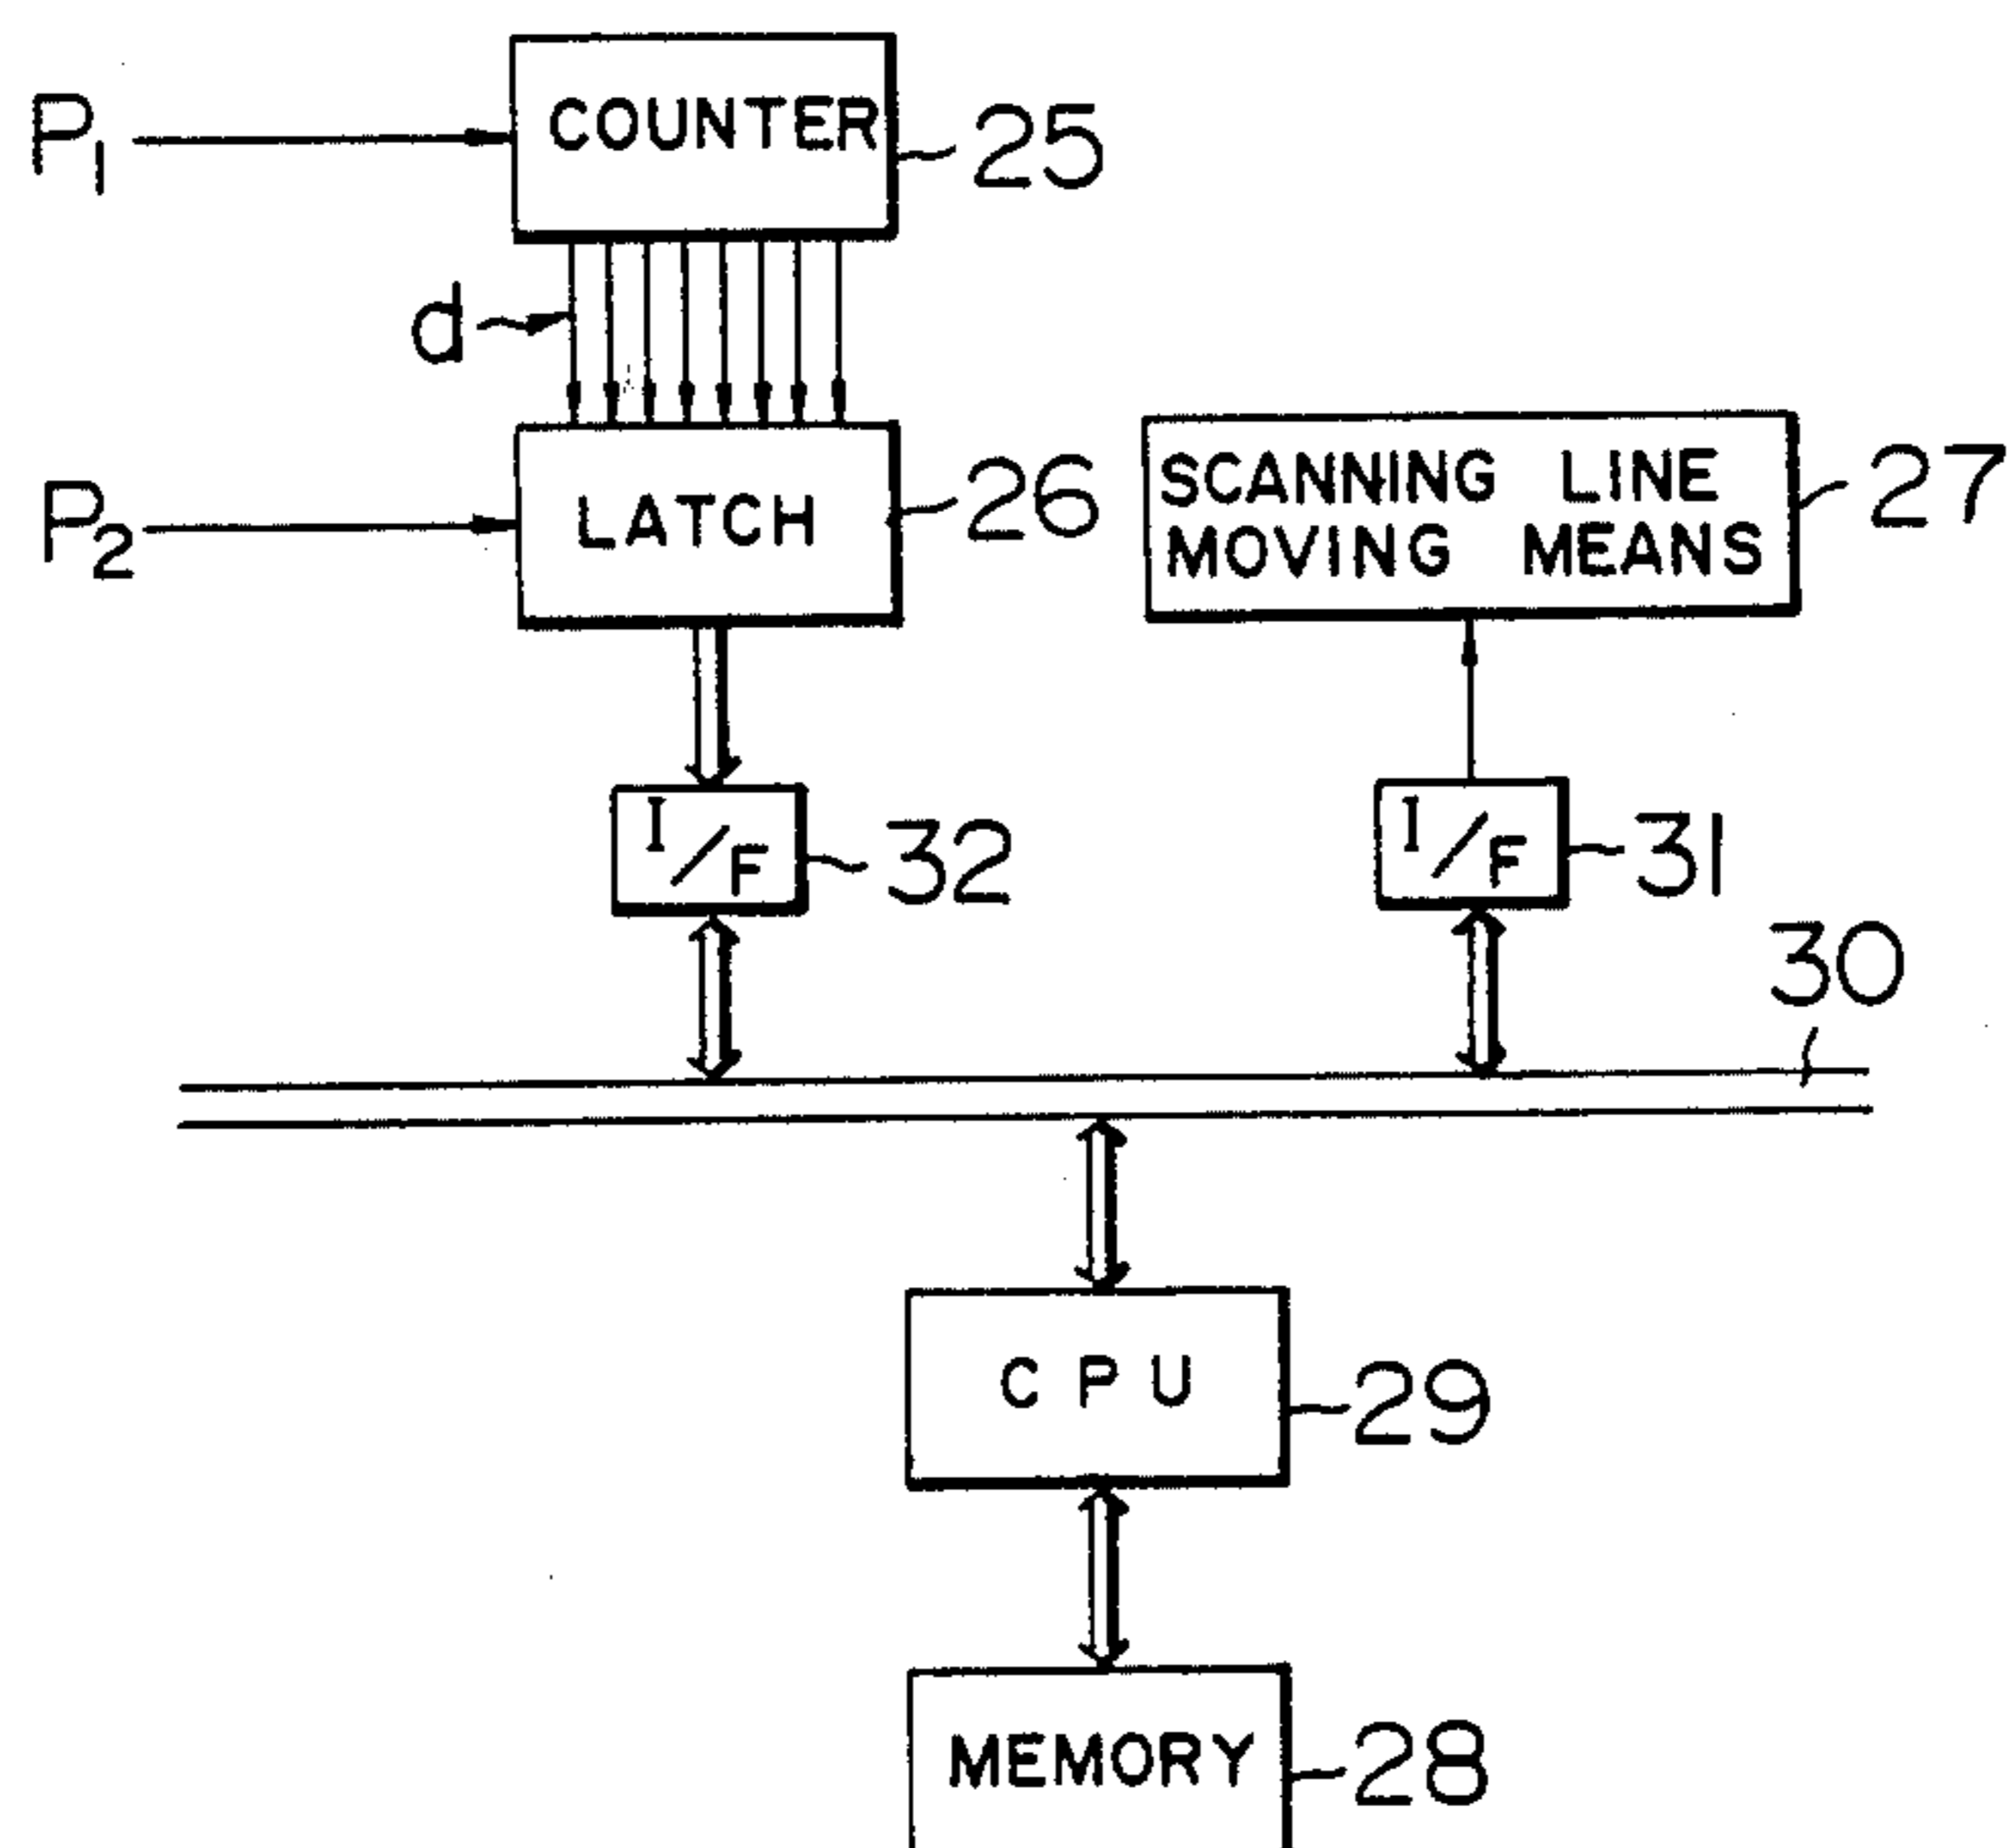 P1
COUNTER
25
d
P2
LATCH
26
SCANNING LINE
MOVING MEANS
27
I/F
32
I/F
31
30
CPU
29
MEMORY
28